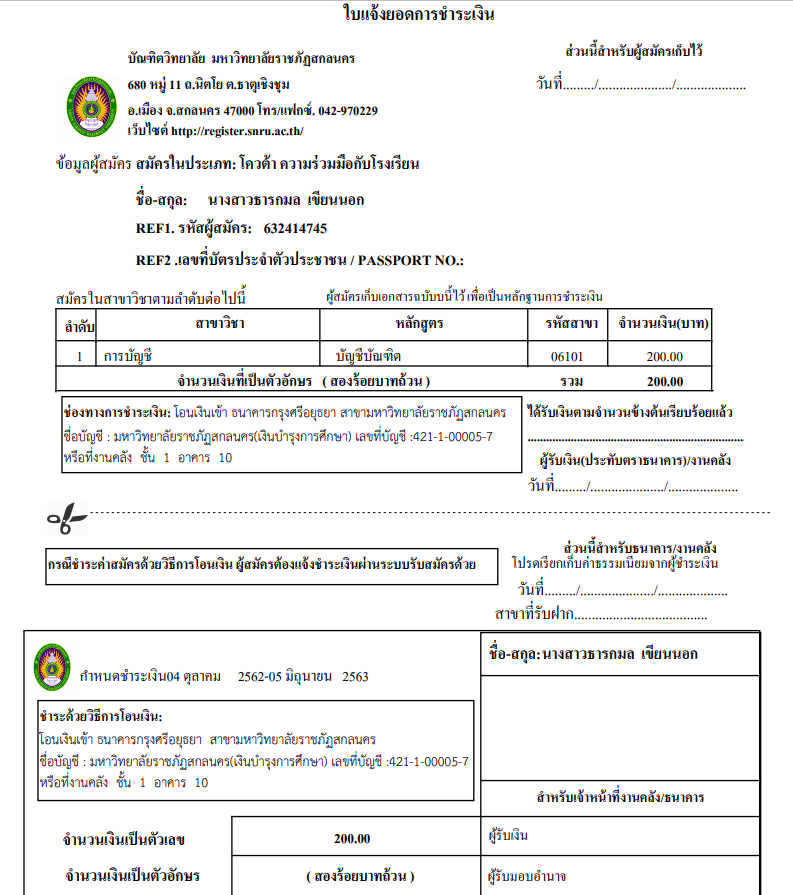 ใบแจ้งยอดการชำระเงิน
ส่วนนี้สำหรับผู้สมัครเก็บไว้
บัณฑิตวิทยาลัย มหาวิทยาลัยราชภัฏสกลนคร
วันที่........./...................../....................
680 หมู่ 11 ถ.นิตโย ต.ธาตุเชิงชุม
อ.เมือง จ.สกลนคร 47000 โทร/แฟกซ์. 042-970229
เว็บไซต์ http://register.snru.ac.th/
ข้อมูลผู้สมัคร สมัครในประเภท: โควต้า ความร่วมมือกับโรงเรียน
ชื่อ-สกุล: นางสาวธารกมล เขียนนอก
REF1. รหัสผู้สมัคร: 632414745
REF2 .เลขที่บัตรประจำตัวประชาชน / PASSPORT NO.:
สมัครในสาขาวิชาตามลำดับต่อไปนี้ ผู้สมัครเก็บเอกสารฉบับบนี้ไว้ เพื่อเป็นหลักฐานการชำระเงิน
ลำดับ สาขาวิชา หลักสูตร รหัสสาขา จำนวนเงิน(บาท)
1 การบัญชี บัญชีบัณฑิต 06101 200.00
จำนวนเงินที่เป็นตัวอักษร ( สองร้อยบาทถ้วน ) รวม 200.00
ช่องทางการชำระเงิน: โอนเงินเข้า ธนาคารกรุงศรีอยุธยา สาขามหาวิทยาลัยราชภัฏสกลนคร
ชื่อบัญชี : มหาวิทยาลัยราชภัฏสกลนคร(เงินบำรุงการศึกษา) เลขที่บัญชี :421-1-00005-7
หรือที่งานคลัง ชั้น 1 อาคาร 10
ได้รับเงินตามจำนวนข้างต้นเรียบร้อยแล้ว
......................................................................
ผู้รับเงิน(ประทับตราธนาคาร)/งานคลัง
วันที่........./...................../....................
ส่วนนี้สำหรับธนาคาร/งานคลัง
กรณีชำระค่าสมัครด้วยวิธีการโอนเงิน ผู้สมัครต้องแจ้งชำระเงินผ่านระบบรับสมัครด้วย
โปรดเรียกเก็บค่าธรรมเนียมจากผู้ชำระเงิน
วันที่........./...................../....................
สาขาที่รับฝาก......................................
ชื่อ-สกุล:นางสาวธารกมล เขียนนอก
กำหนดชำระเงิน04 ตุลาคม 2562-05 มิถุนายน 2563
ชำระด้วยวิธีการโอนเงิน:
โอนเงินเข้า ธนาคารกรุงศรีอยุธยา สาขามหาวิทยาลัยราชภัฏสกลนคร
ชื่อบัญชี : มหาวิทยาลัยราชภัฏสกลนคร(เงินบำรุงการศึกษา) เลขที่บัญชี :421-1-00005-7
หรือที่งานคลัง ชั้น 1 อาคาร 10
สำหรับเจ้าหน้าที่งานคลัง/ธนาคาร
จำนวนเงินเป็นตัวเลข 200.00 ผู้รับเงิน
จำนวนเงินเป็นตัวอักษร ( สองร้อยบาทถ้วน ) ผู้รับมอบอำนาจ